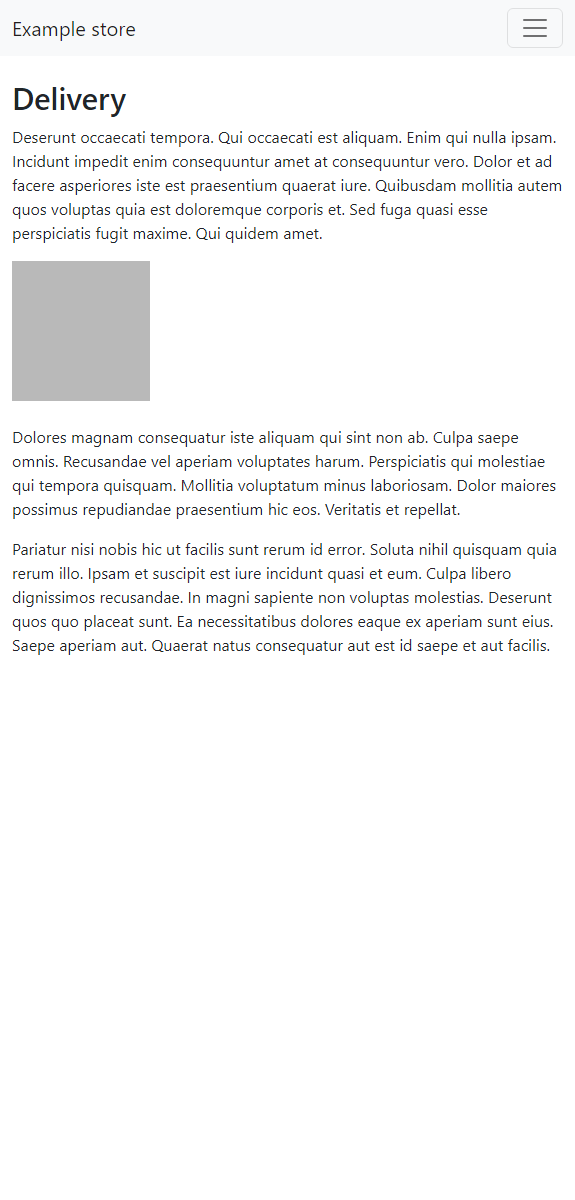 Example store
Delivery
Deserunt occaecati tempora. Qui occaecati est aliquam. Enim qui nulla ipsam.
Incidunt impedit enim consequuntur amet at consequuntur vero. Dolor et ad
facere asperiores iste est praesentium quaerat iure. Quibusdam mollitia autem
quos voluptas quia est doloremque corporis et. Sed fuga quasi esse
perspiciatis fugit maxime. Qui quidem amet.
Dolores magnam consequatur iste aliquam qui sint non ab. Culpa saepe
omnis. Recusandae vel aperiam voluptates harum. Perspiciatis qui molestiae
qui tempora quisquam. Mollitia voluptatum minus laboriosam. Dolor maiores
possimus repudiandae praesentium hic eos. Veritatis et repellat.
Pariatur nisi nobis hic ut facilis sunt rerum id error. Soluta nihil quisquam quia
rerum illo. Ipsam et suscipit est iure incidunt quasi et eum. Culpa libero
dignissimos recusandae. In magni sapiente non voluptas molestias. Deserunt
quos quo placeat sunt. Ea necessitatibus dolores eaque ex aperiam sunt eius.
Saepe aperiam aut. Quaerat natus consequatur aut est id saepe et aut facilis.